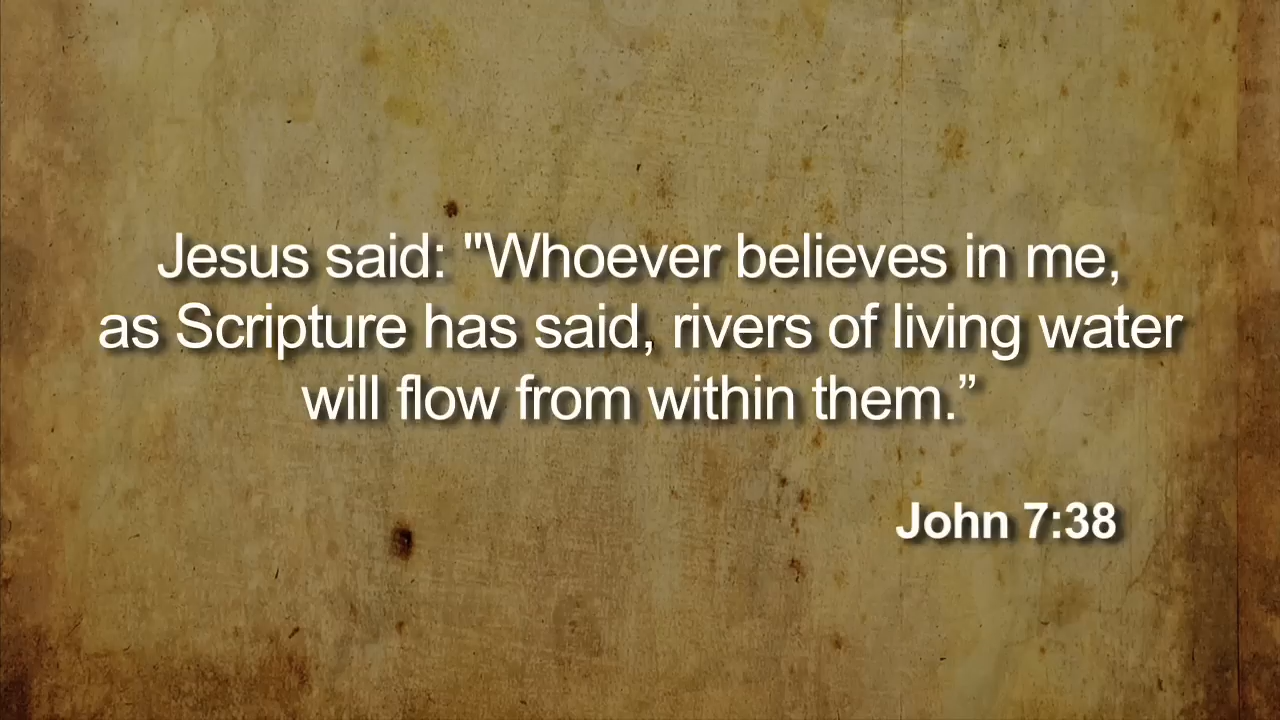 Jesus said: "Whoever believes in me,
as Scripture has said, rivers of living water
will flow from within them.”
John 7:38